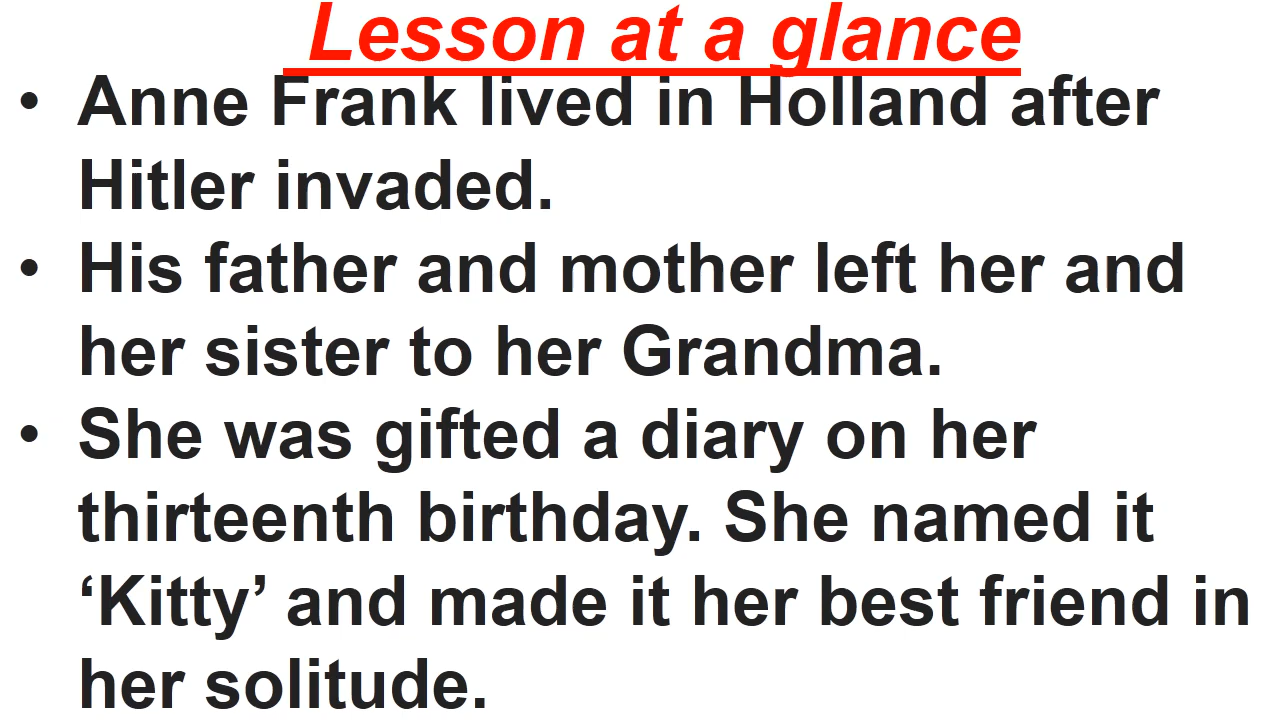 Lesson at a glance
• Anne Frank lived in Holland after
Hitler invaded.
• His father and mother left her and
her sister to her Grandma.
• She was gifted a diary on her
thirteenth birthday. She named it
‘Kitty’ and made it her best friend in
her solitude.